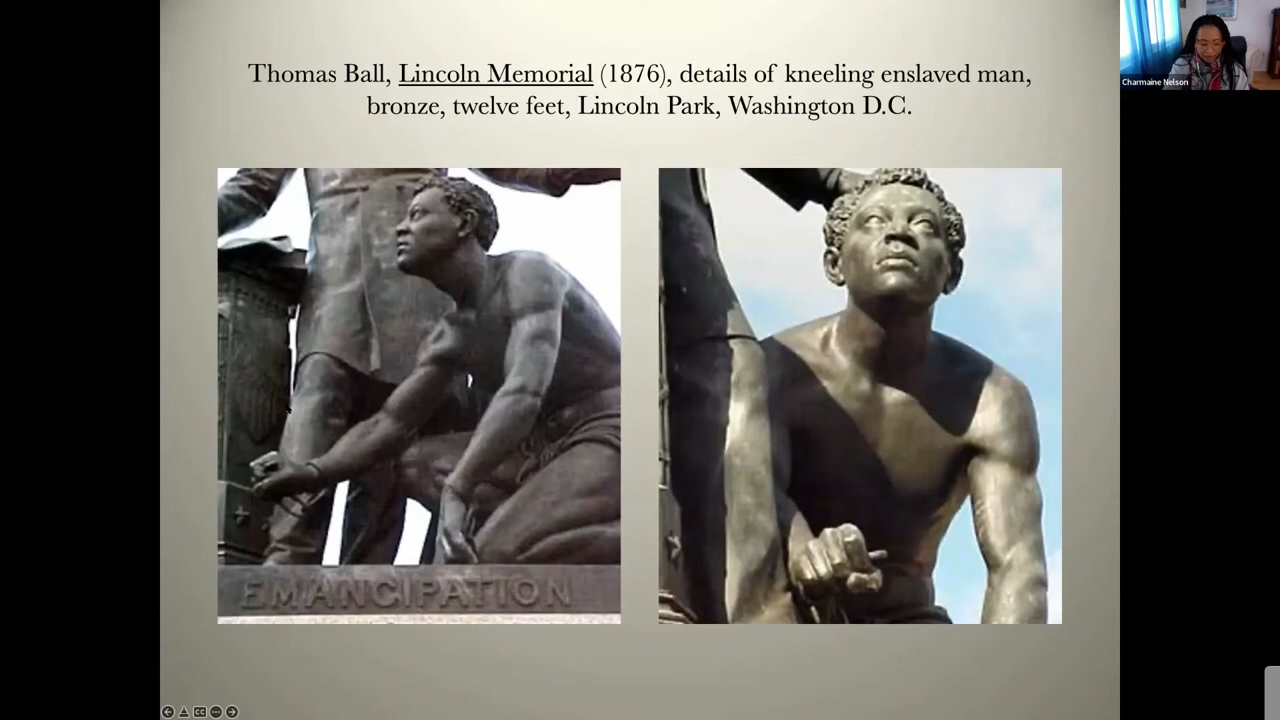 Thomas Ball, Lincoln Memorial (1876), details of kneeling enslaved man,
bronze, twelve feet, Lincoln Park, Washington D.C.
Charmaine Nelson
EMANCIPATION
CC